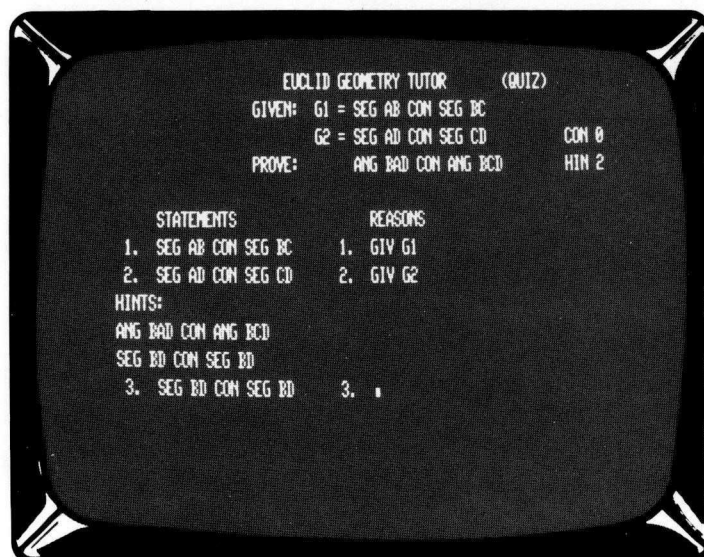 EUCLID GEOMETRY TUTOR (QUIZ)
GIVEN: G1 = SEG AB CON SEG BC
G2 = SEG AD CON SEG CD CON 0
PROVE: ANG BAD CON ANG BCD HIN 2
STATEMENTS REASONS
1. SEG AB CON SEG BC 1. GIV G1
2. SEG AD CON SEG CD 2. GIV G2
HINTS:
ANG BAD CON ANG BCD
SEG BD CON SEG BD
3. SEG BD CON SEG BD 3.